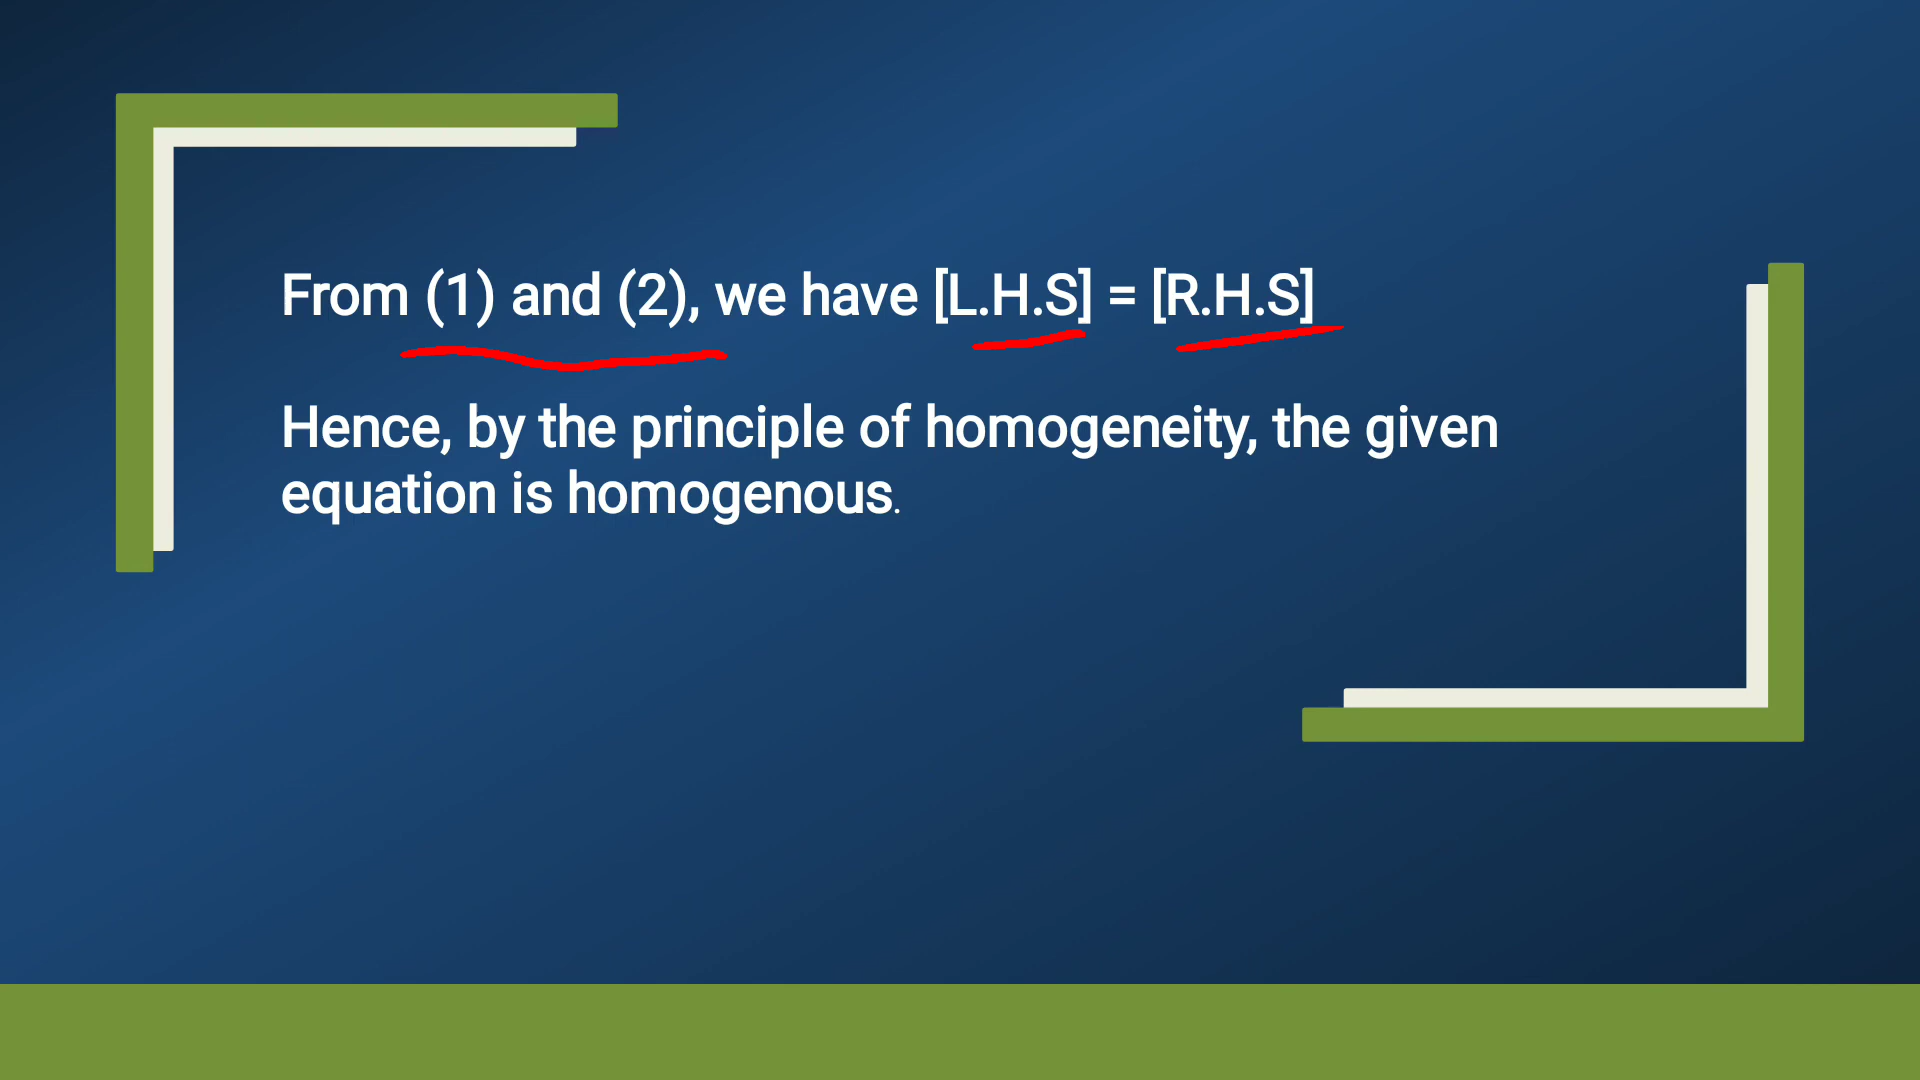 From (1) and (2), we have [L.H.S] = [R.H.S]
Hence, by the principle of homogeneity, the given
equation is homogenous.